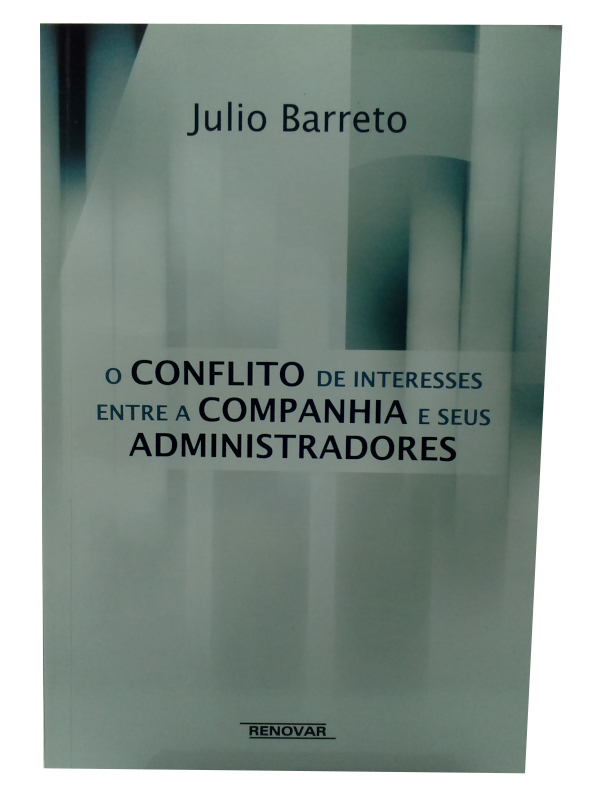 Julio Barreto
O CONFLITO DE INTERESSES
ENTRE A COMPANHIA E SEUS
ADMINISTRADORES
RENOVAR